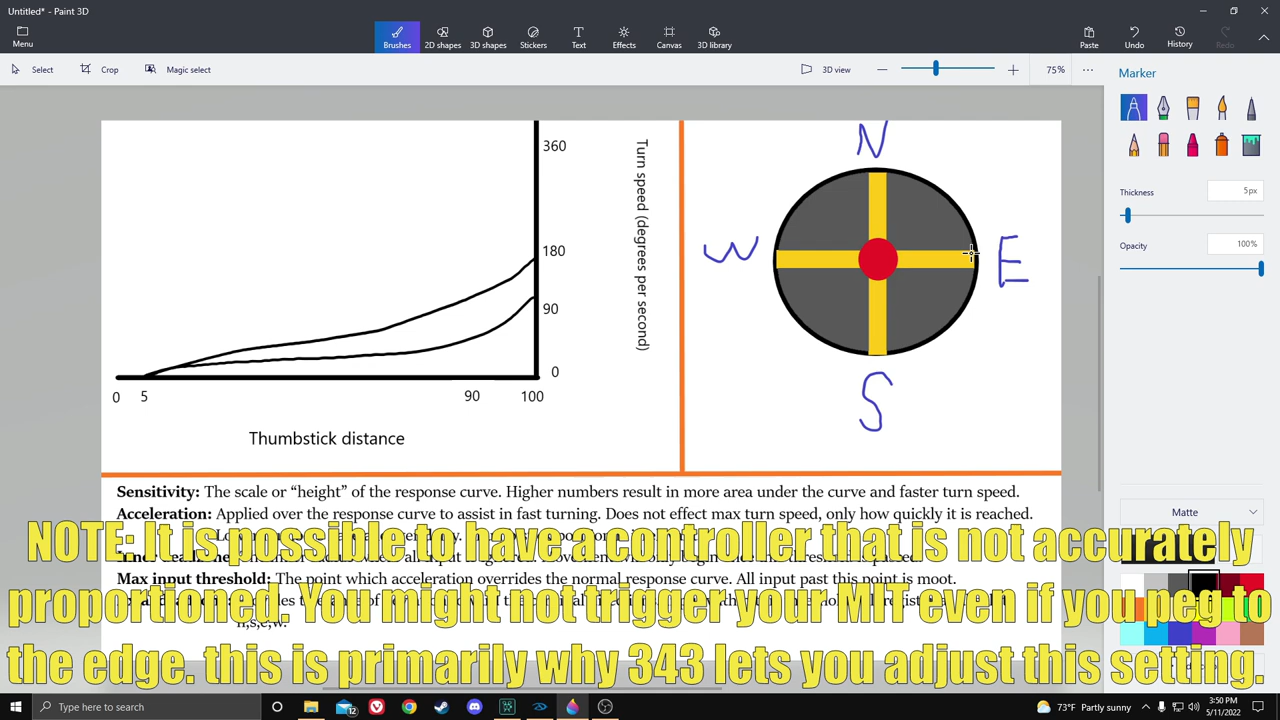 Untitled* - Paint 3D
Menu
Brushes
2D shapes
3D shapes
Stickers
Text
Effects
Canvas
3D library
Paste
Undo
History
Redo
Select
Crop
Magic select
3D view
75%
Marker
Thickness
5px
Opacity
100%
Matte
360
180
90
0
Turn speed (degrees per second)
0 5 90 100
Thumbstick distance
N
W
E
S
Sensitivity: The scale or “height” of the response curve. Higher numbers result in more area under the curve and faster turn speed.
Acceleration: Applied over the response curve to assist in fast turning. Does not effect max turn speed, only how quickly it is reached.
Max input threshold: The point which acceleration overrides the normal response curve. All input past this point is moot.
n,s,e,w.
NOTE: It is possible to have a controller that is not accurately
proportioned. You might not trigger your MIT even if you peg to
the edge. this is primarily why 343 lets you adjust this setting.
Type here to search
12
73°F Partly sunny
3:50 PM
5/11/2022